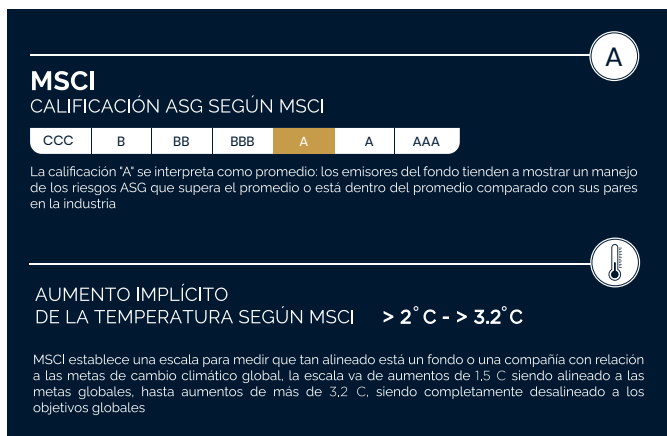 A
MSCI
CALIFICACIÓN ASG SEGÚN MSCI
CCC B BB BBB A A AAA
La calificación "A" se interpreta como promedio: los emisores del fondo tienden a mostrar un manejo
de los riesgos ASG que supera el promedio o está dentro del promedio comparado con sus pares
en la industria
AUMENTO IMPLÍCITO
DE LA TEMPERATURA SEGÚN MSCI > 2°C - > 3.2°C
MSCI establece una escala para medir que tan alineado está un fondo o una compañía con relación
a las metas de cambio climático global, la escala va de aumentos de 1,5 C siendo alineado a las
metas globales, hasta aumentos de más de 3,2 C, siendo completamente desalineado a los
objetivos globales